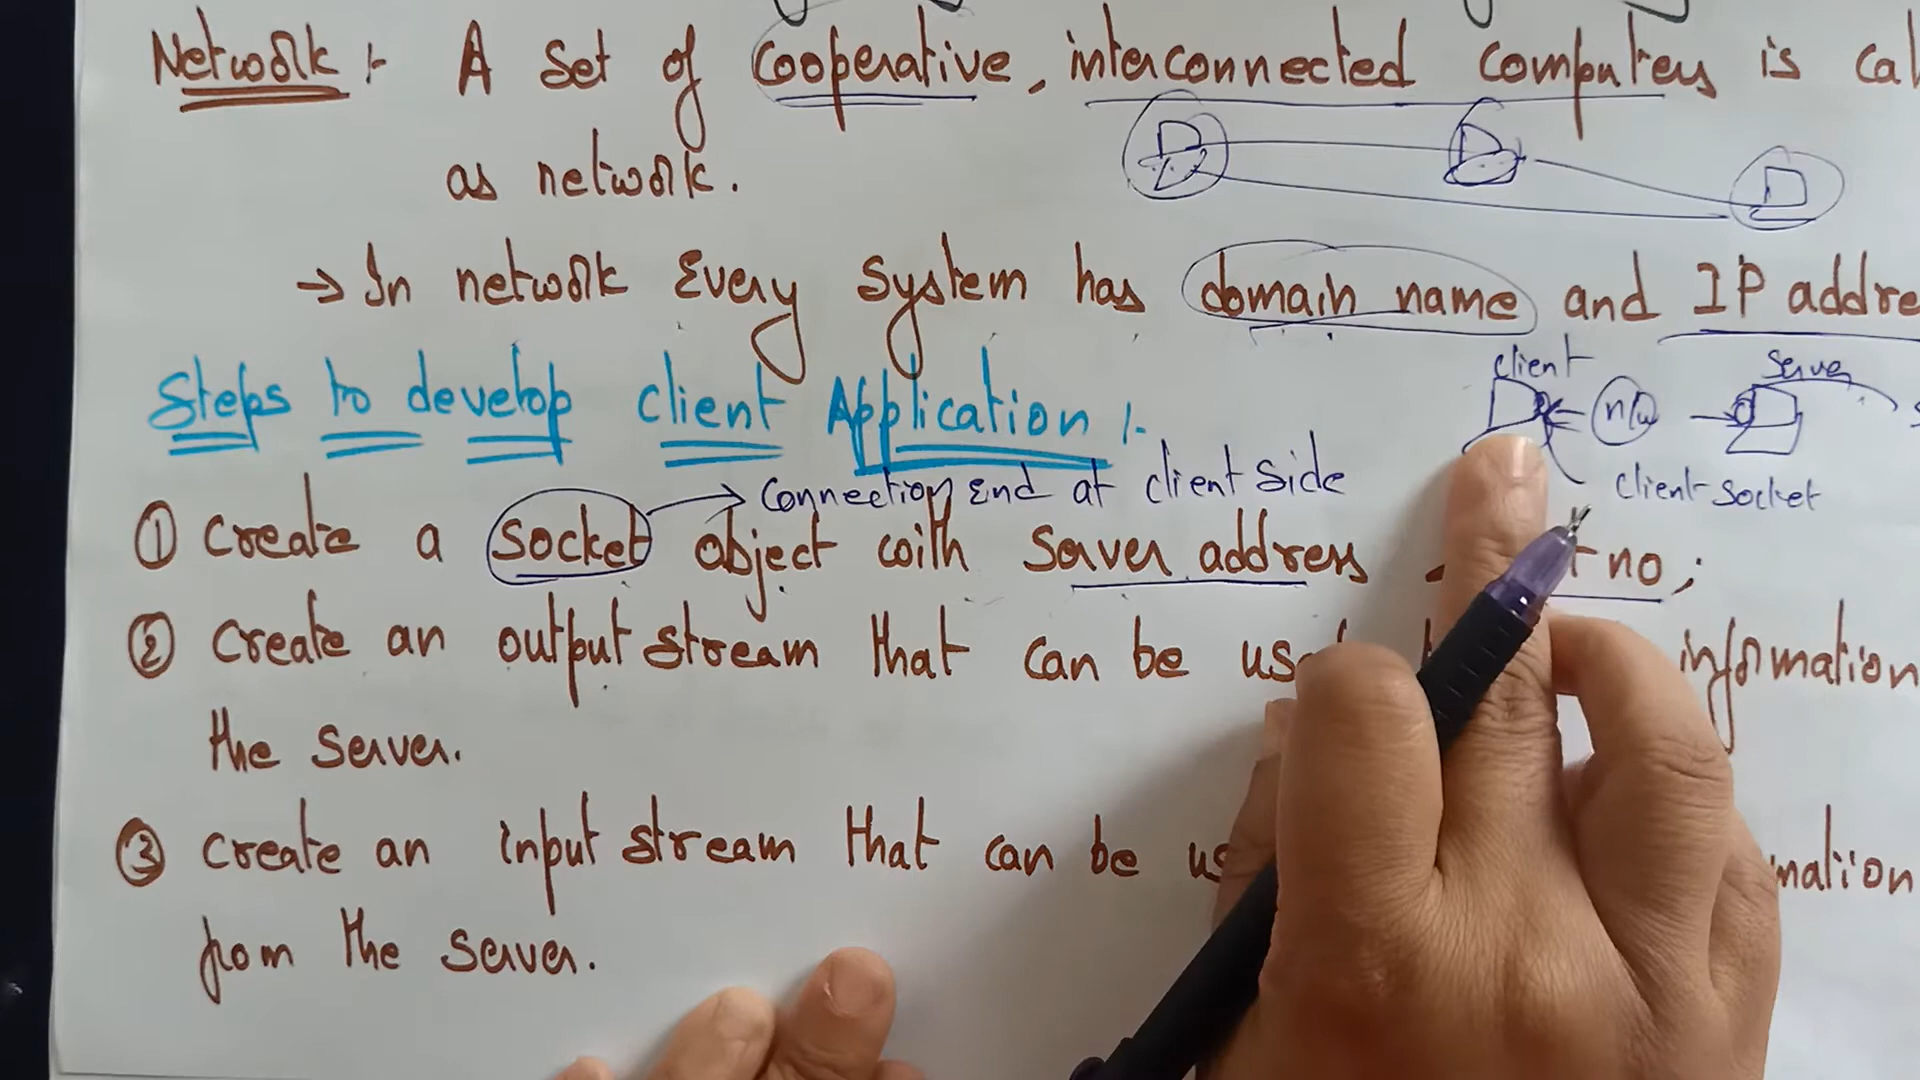 Network :- A set of cooperative, interconnected computers is cal
as network.
→ In network Every system has domain name and IP addre
client
Server
Steps to develop client Application :-
n/w
→ Connection End at client side
client socket
① create a socket object with Server address no ;
② create an output stream that can be information
the server.
③ create an input stream that can be
from the server.